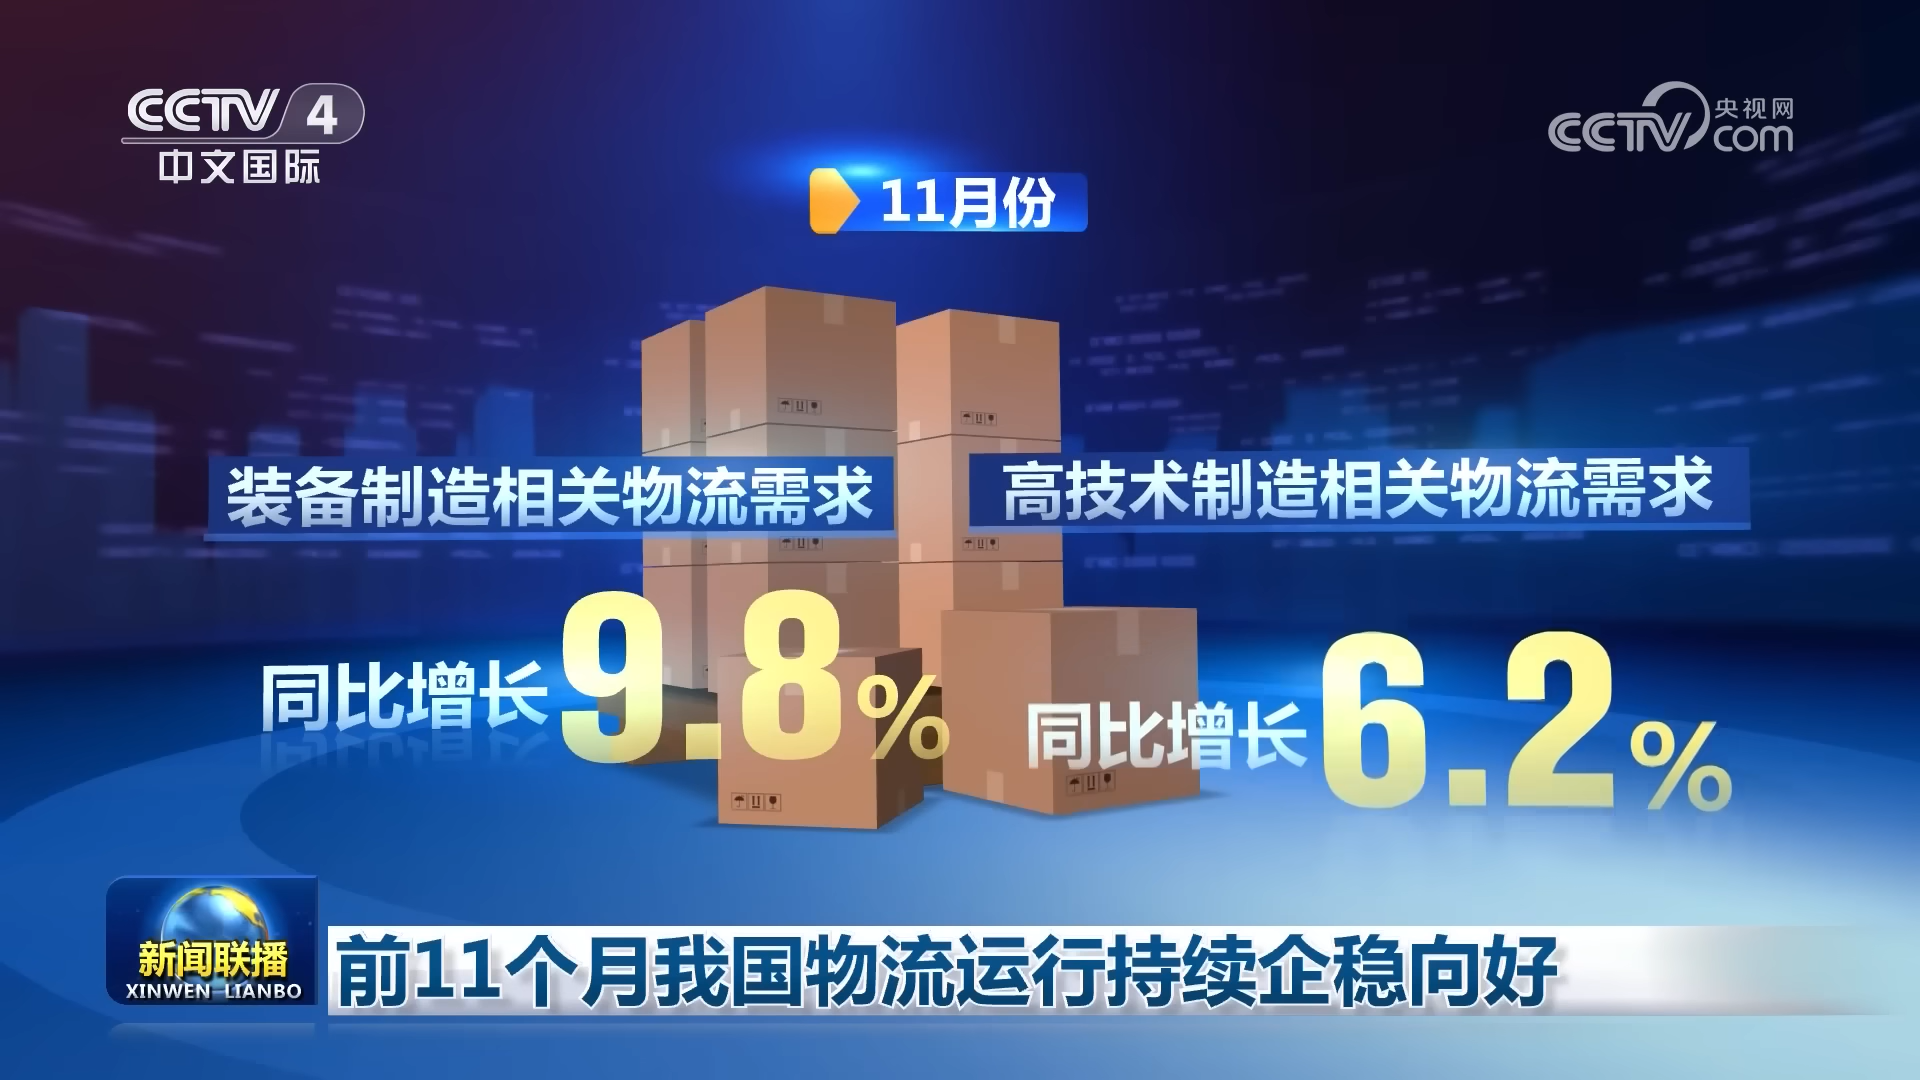 CCTV 4
中文国际
CCTV 央视网
com
11月份
装备制造相关物流需求
高技术制造相关物流需求
同比增长9.8%
同比增长6.2%
新闻联播
XINWEN LIANBO
前11个月我国物流运行持续企稳向好